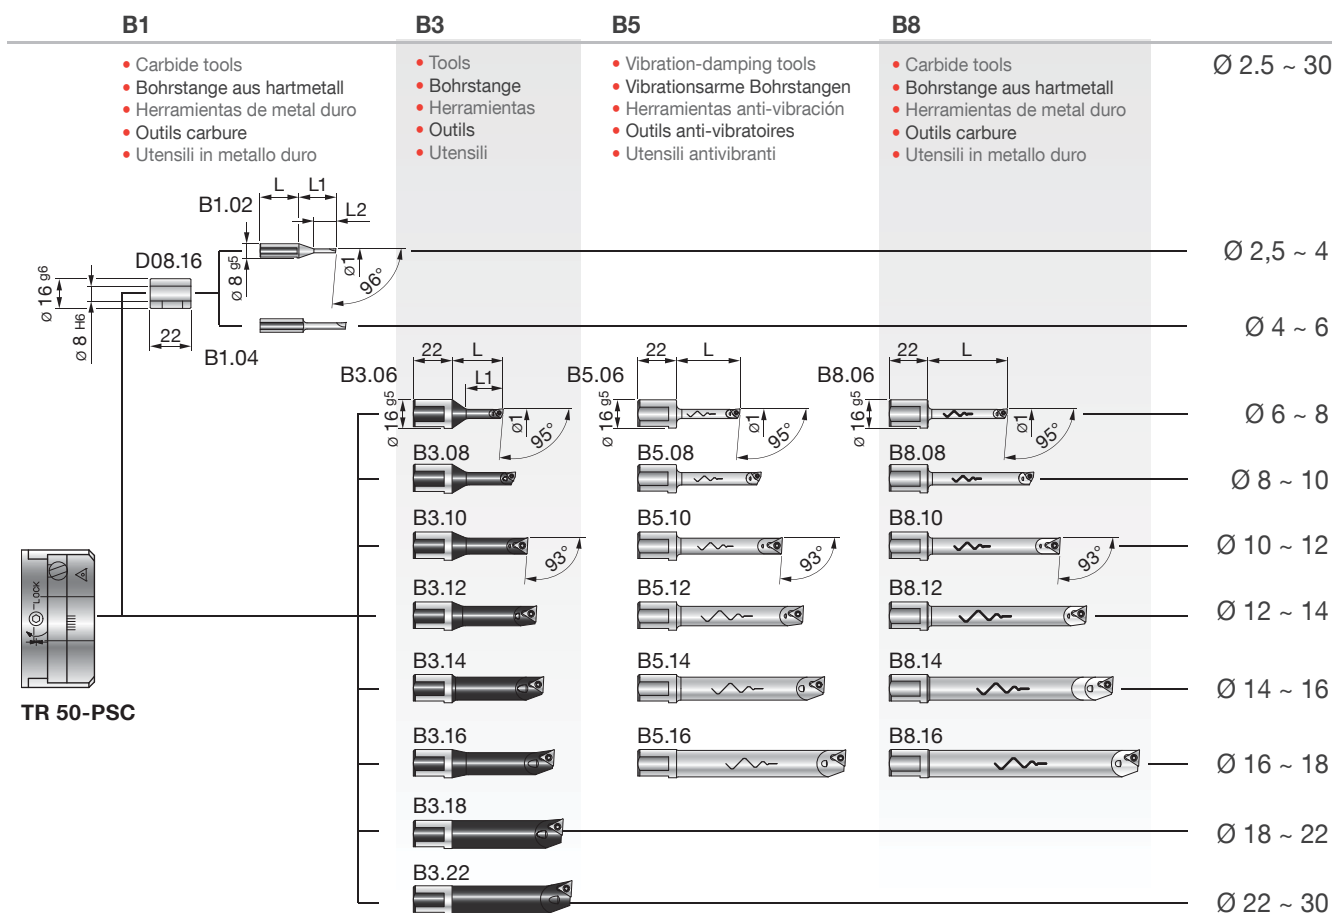 B1 B3 B5 B8
Ø 2.5 ~ 30
• Carbide tools
• Bohrstange aus hartmetall
• Herramientas de metal duro
• Outils carbure
• Utensili in metallo duro
• Tools
• Bohrstange
• Herramientas
• Outils
• Utensili
• Vibration-damping tools
• Vibrationsarme Bohrstangen
• Herramientas anti-vibración
• Outils anti-vibratoires
• Utensili antivibranti
• Carbide tools
• Bohrstange aus hartmetall
• Herramientas de metal duro
• Outils carbure
• Utensili in metallo duro
L L1
B1.02 L2
D08.16
Ø 16 g6
Ø 8 H6
22
Ø 8 g5
Ø1
96°
Ø 2,5 ~ 4
B1.04
Ø 4 ~ 6
22 L
B3.06 L1
Ø 16 g5
Ø1
95°
22 L
B5.06
Ø 16 g5
Ø1
95°
22 L
B8.06
Ø 16 g5
Ø1
95°
Ø 6 ~ 8
B3.08 B5.08 B8.08
Ø 8 ~ 10
B3.10 B5.10 B8.10
93° 93° 93°
Ø 10 ~ 12
B3.12 B5.12 B8.12
Ø 12 ~ 14
LOCK
TR 50-PSC
B3.14 B5.14 B8.14
Ø 14 ~ 16
B3.16 B5.16 B8.16
Ø 16 ~ 18
B3.18
Ø 18 ~ 22
B3.22
Ø 22 ~ 30